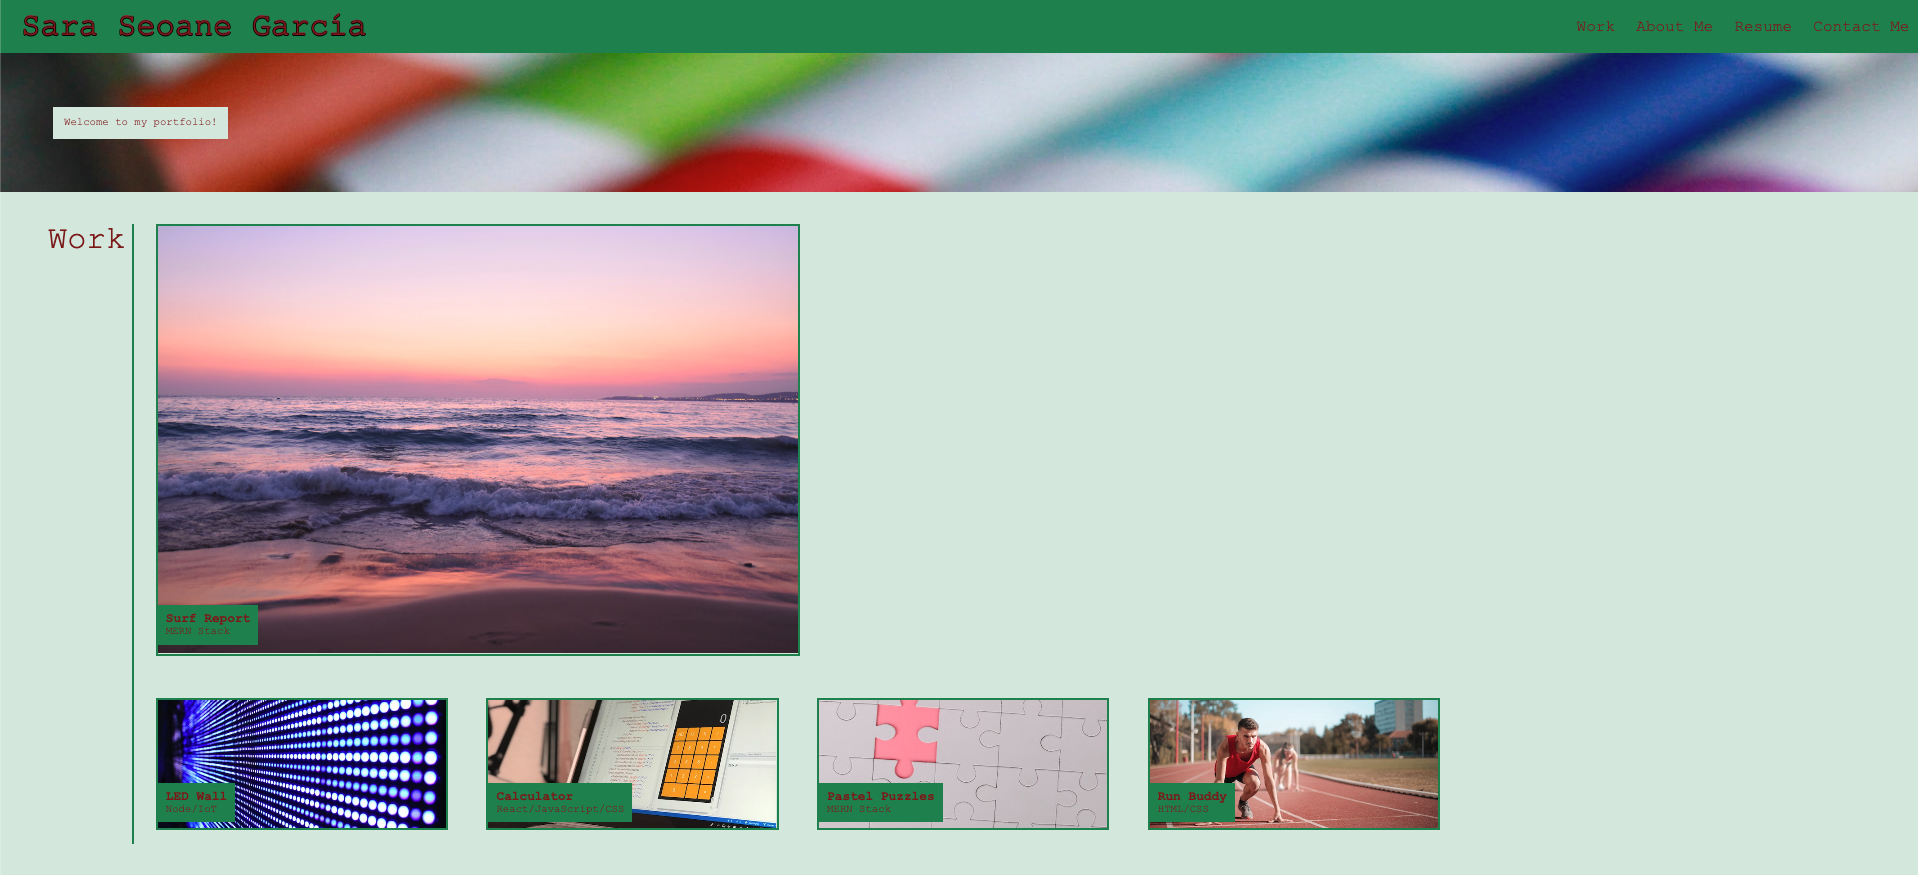 Sara Seoane García
Work About Me Resume Contact Me
Welcome to my portfolio!
Work
Surf Report
MERN Stack
LED Wall
Node/IoT
0
Calculator
React/JavaScript/CSS
Pastel Puzzles
MERN Stack
Run Buddy
HTML/CSS